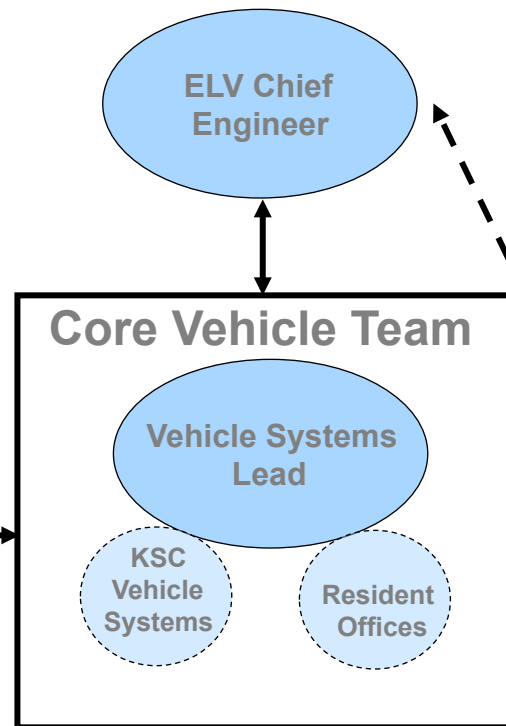 ELV Chief
Engineer
Core Vehicle Team
Vehicle Systems
Lead
KSC
Vehicle
Systems
Resident
Offices